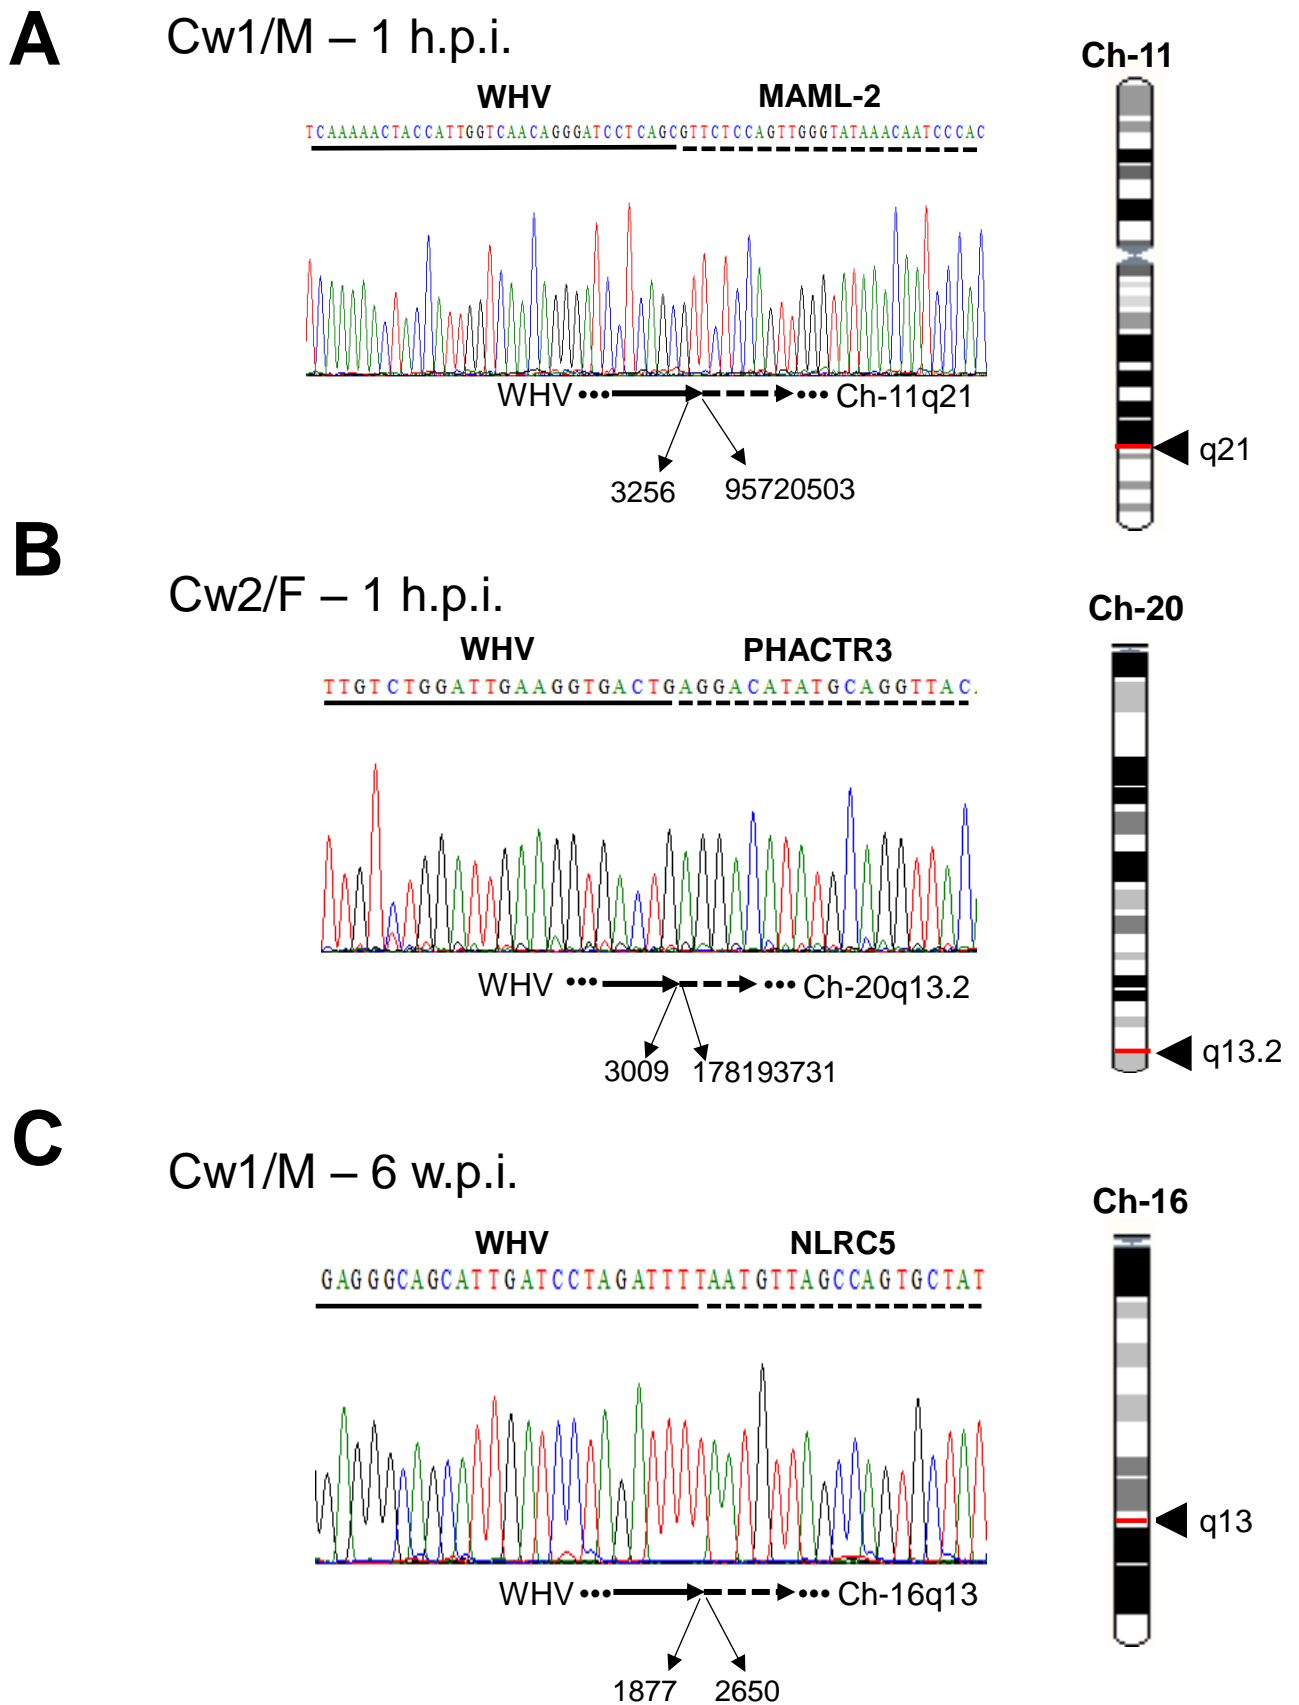 A
Cw1/M – 1 h.p.i.
Ch-11
WHV MAML-2
TCAAAAACTACCATTGGTCAACAGGGATCCTCAGCGTTCTCCAGTTGGGTATAAACAATCCCAC
WHV Ch-11q21
q21
3256 95720503
B
Cw2/F – 1 h.p.i.
Ch-20
WHV PHACTR3
TTGTCTGGATTGAAGGTGACTGAGGACATATGCAGGTTAC
WHV Ch-20q13.2
q13.2
3009 178193731
C
Cw1/M – 6 w.p.i.
Ch-16
WHV NLRC5
GAGGGCAGCATTGATCCTAGATTTTAATGTTAGCCAGTGCTAT
q13
WHV Ch-16q13
1877 2650